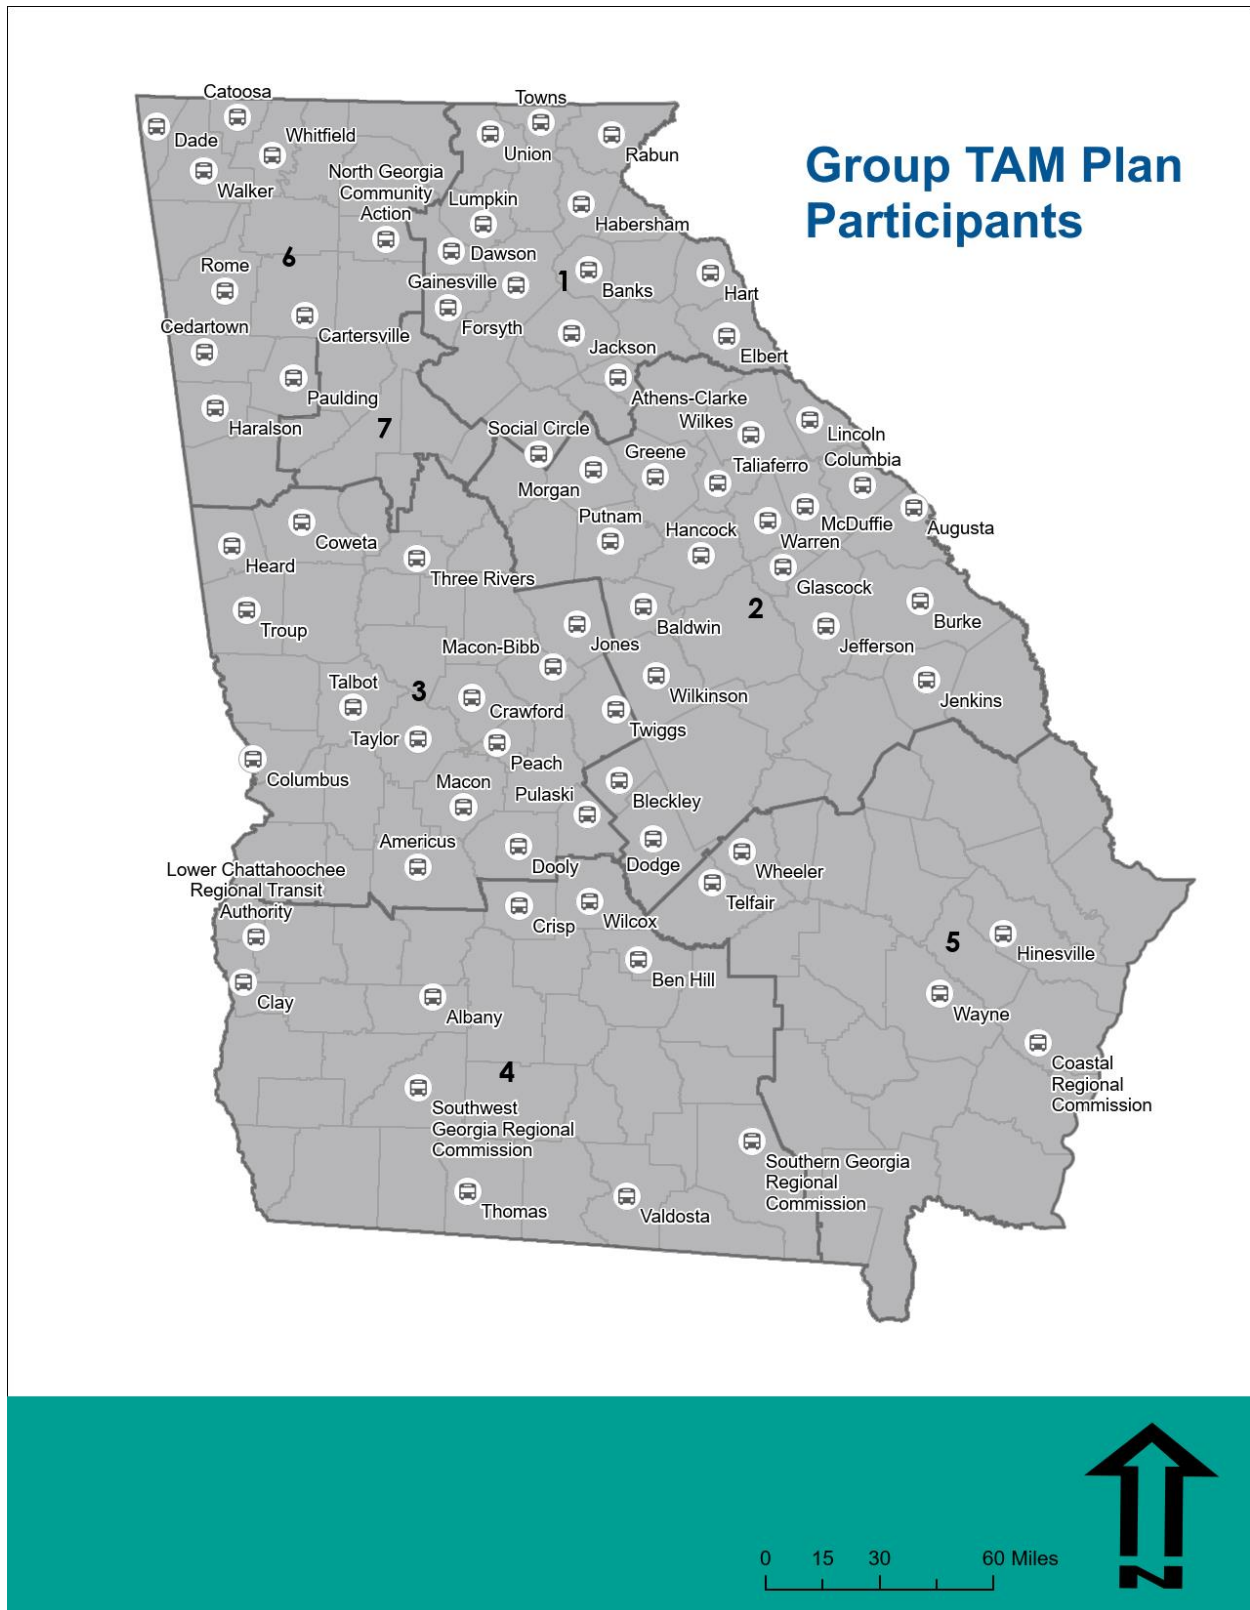 Group TAM Plan
Participants
Catoosa
Dade
Whitfield
Walker
North Georgia
Community
Action
Towns
Union
Rabun
Lumpkin
Habersham
Dawson
6
Rome
Gainesville
1
Banks
Hart
Cedartown
Cartersville
Forsyth
Jackson
Elbert
Paulding
Athens-Clarke
Haralson
7
Social Circle
Wilkes
Lincoln
Greene
Taliaferro
Columbia
Morgan
Putnam
Hancock
McDuffie
Augusta
Warren
Coweta
Heard
Three Rivers
Glascock
2
Burke
Troup
Baldwin
Jones
Jefferson
Macon-Bibb
Talbot
3
Crawford
Wilkinson
Jenkins
Taylor
Twiggs
Peach
Columbus
Macon
Pulaski
Bleckley
Americus
Dooly
Dodge
Wheeler
Lower Chattahoochee
Regional Transit
Authority
Telfair
Crisp
Wilcox
5
Hinesville
Ben Hill
Clay
Albany
Wayne
4
Coastal
Regional
Commission
Southwest
Georgia Regional
Commission
Southern Georgia
Regional
Commission
Thomas
Valdosta
0 15 30 60 Miles
N